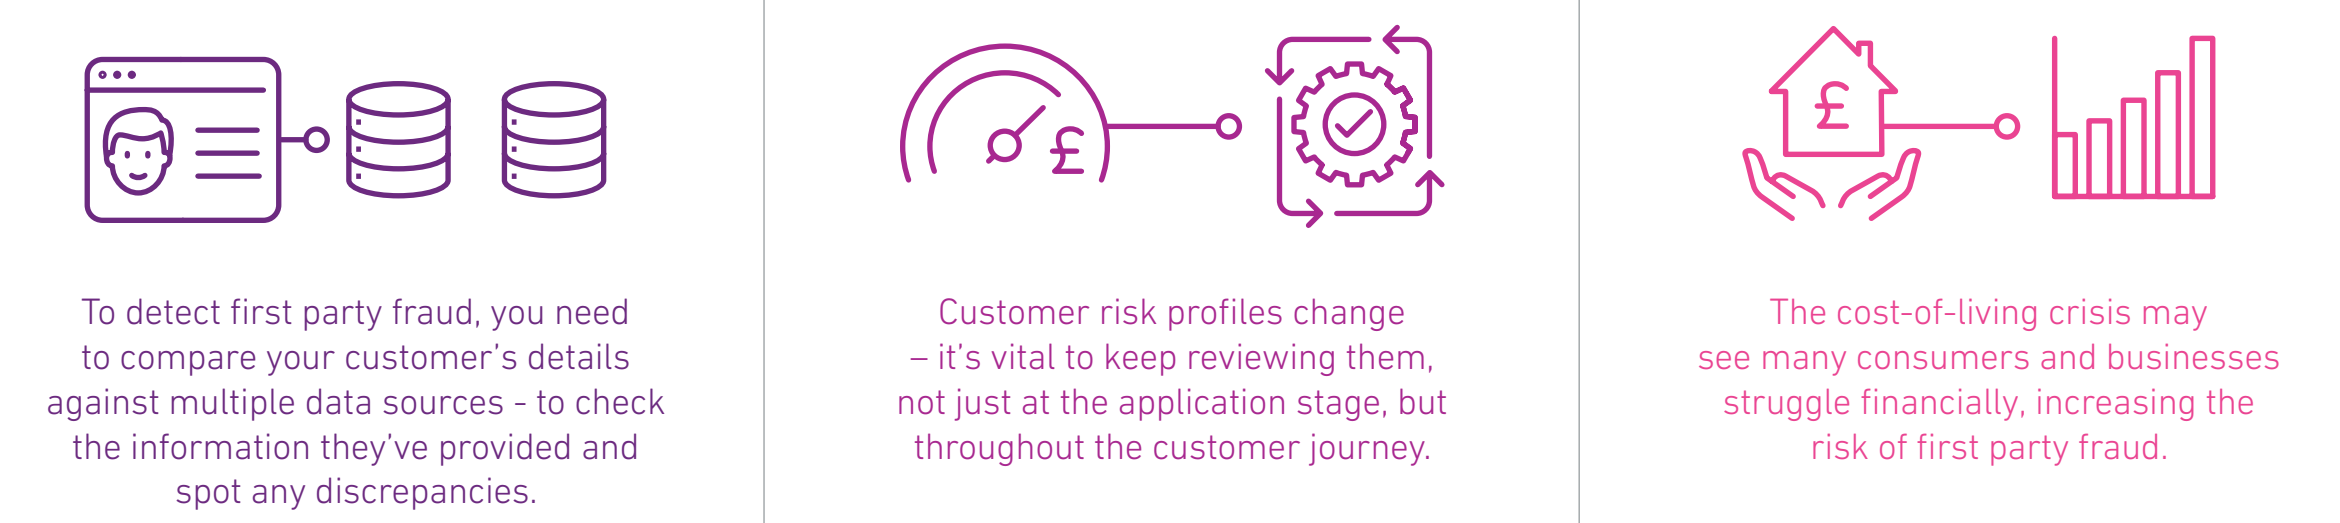 £
£
To detect first party fraud, you need
to compare your customer's details
against multiple data sources - to check
the information they've provided and
spot any discrepancies.
Customer risk profiles change
– it's vital to keep reviewing them,
not just at the application stage, but
throughout the customer journey.
The cost-of-living crisis may
see many consumers and businesses
struggle financially, increasing the
risk of first party fraud.